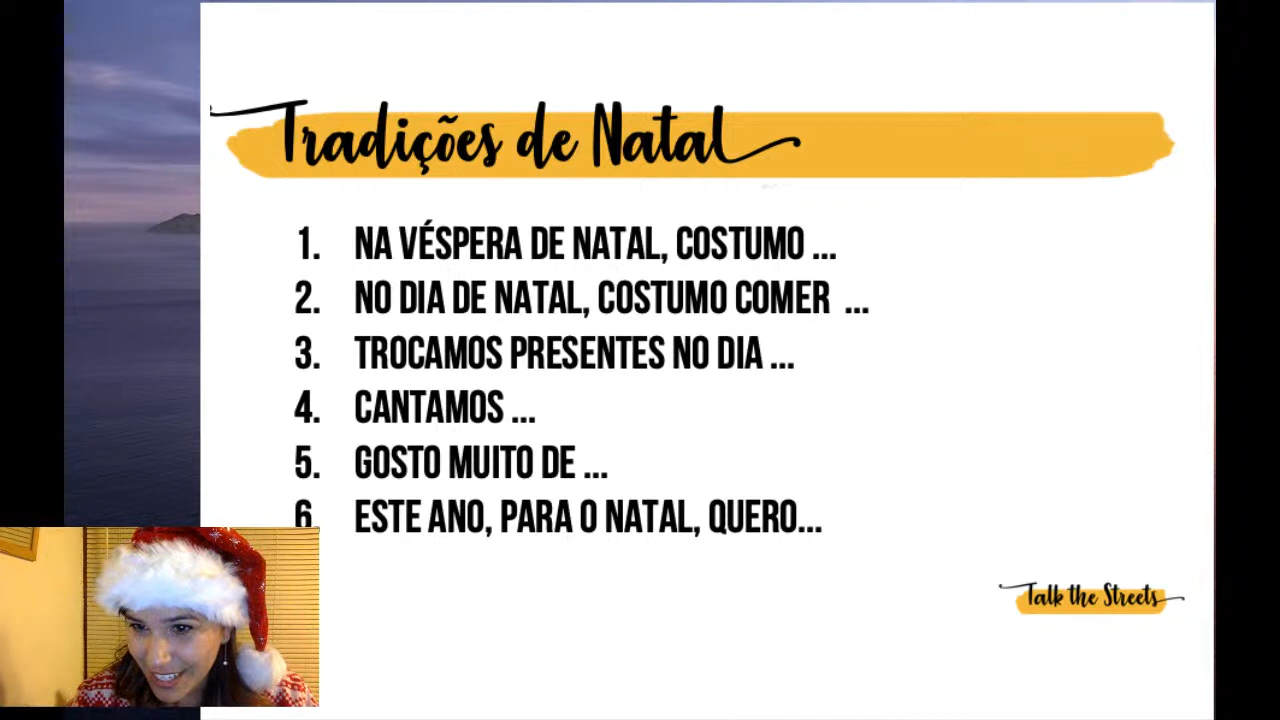 Tradições de Natal
1. NA VÉSPERA DE NATAL, COSTUMO ...
2. NO DIA DE NATAL, COSTUMO COMER ...
3. TROCAMOS PRESENTES NO DIA ...
4. CANTAMOS ...
5. GOSTO MUITO DE ...
6 ESTE ANO, PARA O NATAL, QUERO...
Talk the Streets